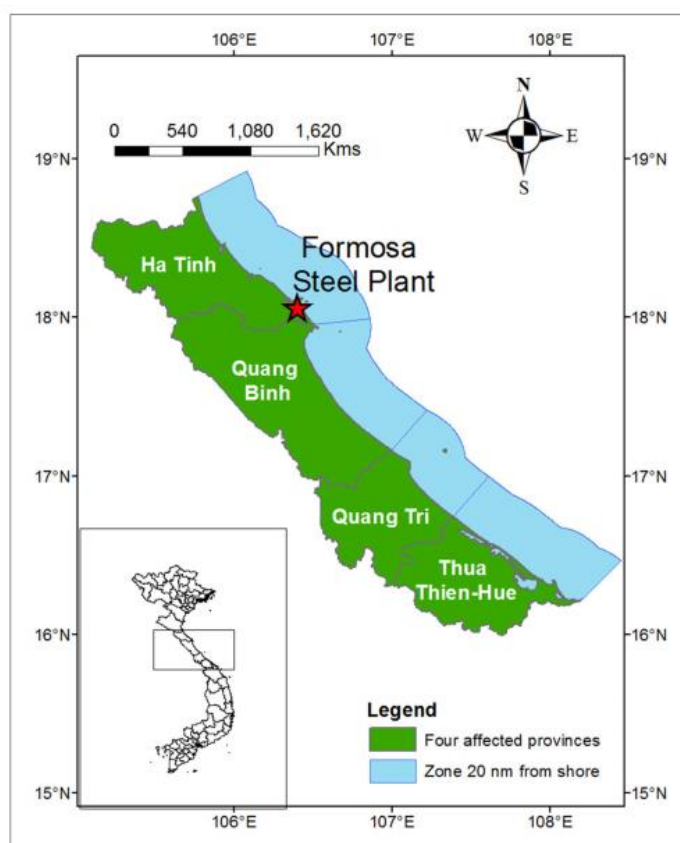 106°E 107°E 108°E
N
W E
S
0 540 1,080 1,620
Kms
19°N 19°N
Formosa
Steel Plant
Ha Tinh
18°N 18°N
Quang
Binh
17°N 17°N
Quang Tri
Thua
Thien-Hue
16°N 16°N
Legend
Four affected provinces
Zone 20 nm from shore
15°N 15°N
106°E 107°E 108°E